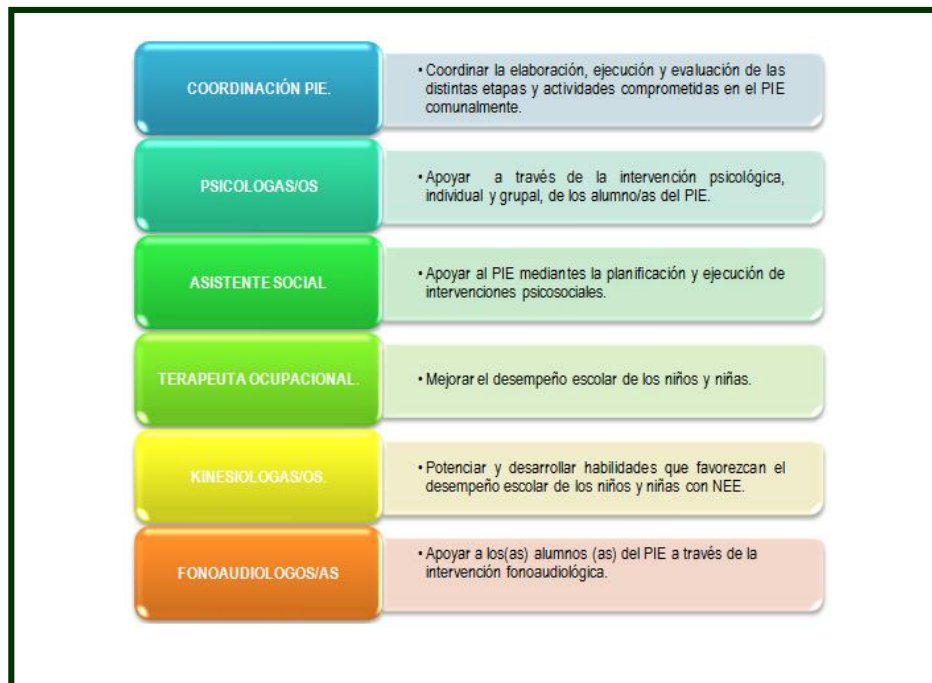 COORDINACIÓN PIE.
• Coordinar la elaboración, ejecución y evaluación de las
distintas etapas y actividades comprometidas en el PIE
comunalmente.
PSICOLOGAS/OS
• Apoyar a través de la intervención psicológica,
individual y grupal, de los alumno/as del PIE.
ASISTENTE SOCIAL
• Apoyar al PIE mediantes la planificación y ejecución de
intervenciones psicosociales.
TERAPEUTA OCUPACIONAL.
• Mejorar el desempeño escolar de los niños y niñas.
KINESIOLOGAS/OS.
• Potenciar y desarrollar habilidades que favorezcan el
desempeño escolar de los niños y niñas con NEE.
FONOAUDIOLOGOS/AS
• Apoyar a los(as) alumnos (as) del PIE a través de la
intervención fonoaudiológica.